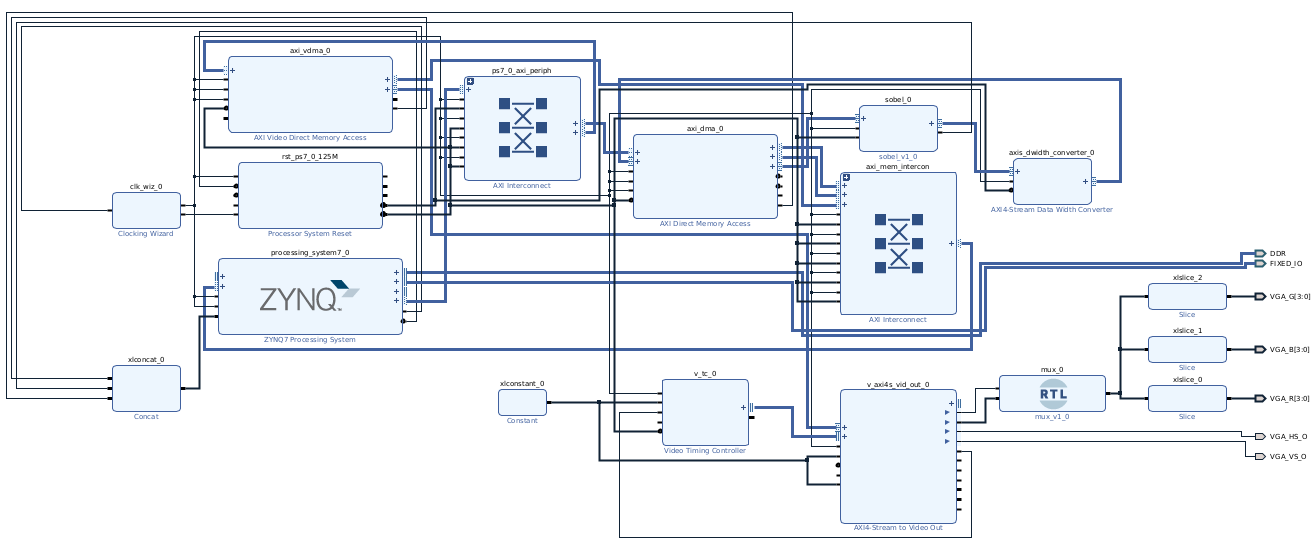 axi_vdma_0
AXI Video Direct Memory Access
ps7_0_axi_periph
AXI Interconnect
sobel_0
sobel_v1_0
axi_dma_0
AXI Direct Memory Access
axis_dwidth_converter_0
AXI4-Stream Data Width Converter
rst_ps7_0_125M
Processor System Reset
axi_mem_intercon
AXI Interconnect
clk_wiz_0
Clocking Wizard
processing_system7_0
ZYNQ
ZYNQ7 Processing System
DDR
FIXED_IO
xlslice_2
Slice
VGA_G[3:0]
xlslice_1
Slice
VGA_B[3:0]
xlconcat_0
Concat
xlconstant_0
Constant
v_tc_0
Video Timing Controller
v_axi4s_vid_out_0
AXI4-Stream to Video Out
mux_0
RTL
mux_v1_0
xlslice_0
Slice
VGA_R[3:0]
VGA_HS_O
VGA_VS_O